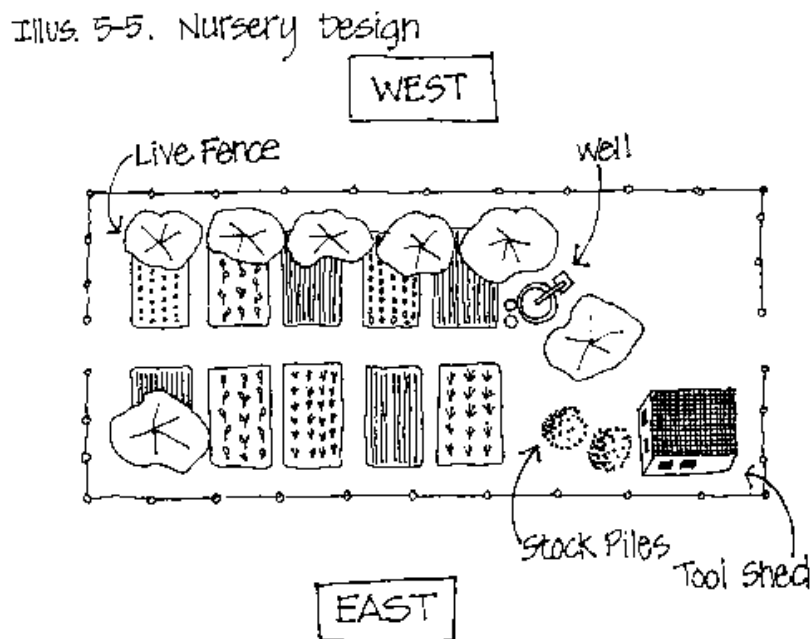 Illus. 5-5. Nursery Design
WEST
Live Fence
Well
Stock Piles
Tool Shed
EAST